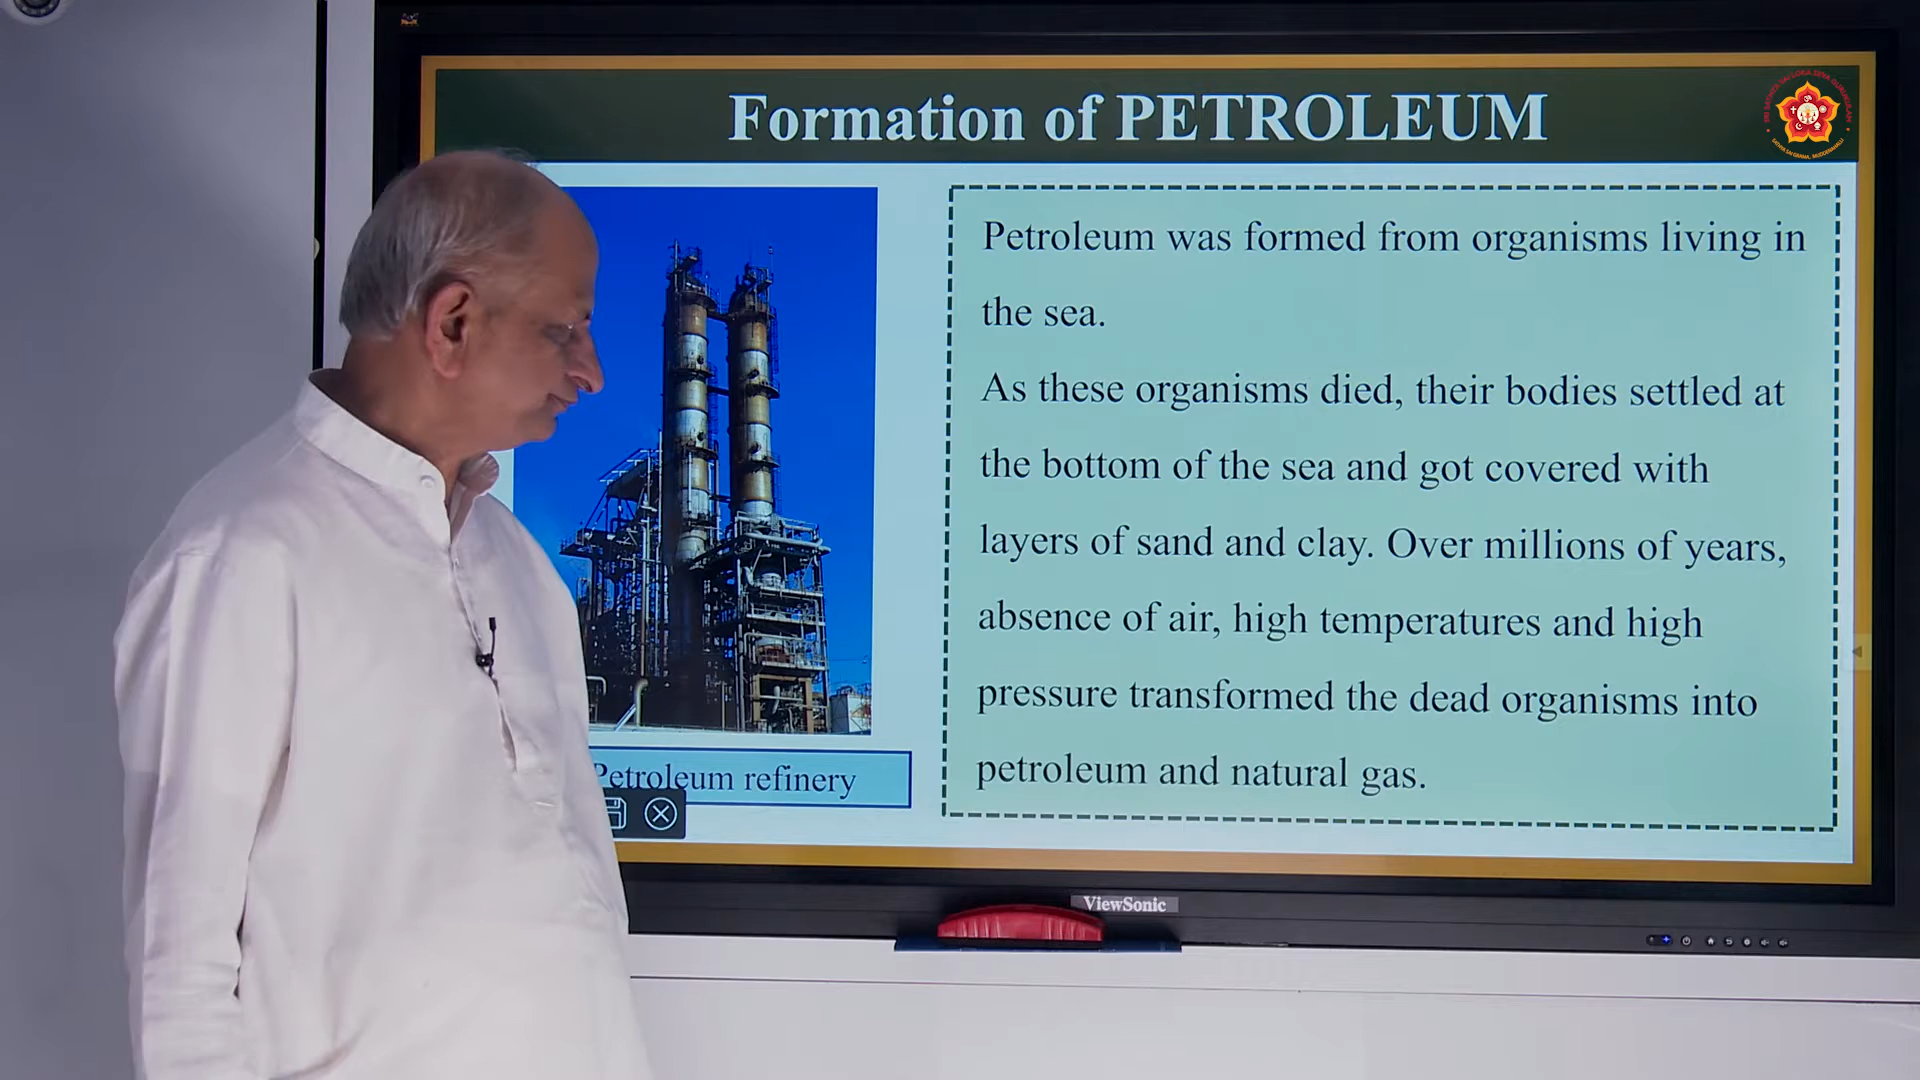 Formation of PETROLEUM
Petroleum was formed from organisms living in
the sea.
As these organisms died, their bodies settled at
the bottom of the sea and got covered with
layers of sand and clay. Over millions of years,
absence of air, high temperatures and high
pressure transformed the dead organisms into
petroleum and natural gas.
Petroleum refinery
ViewSonic